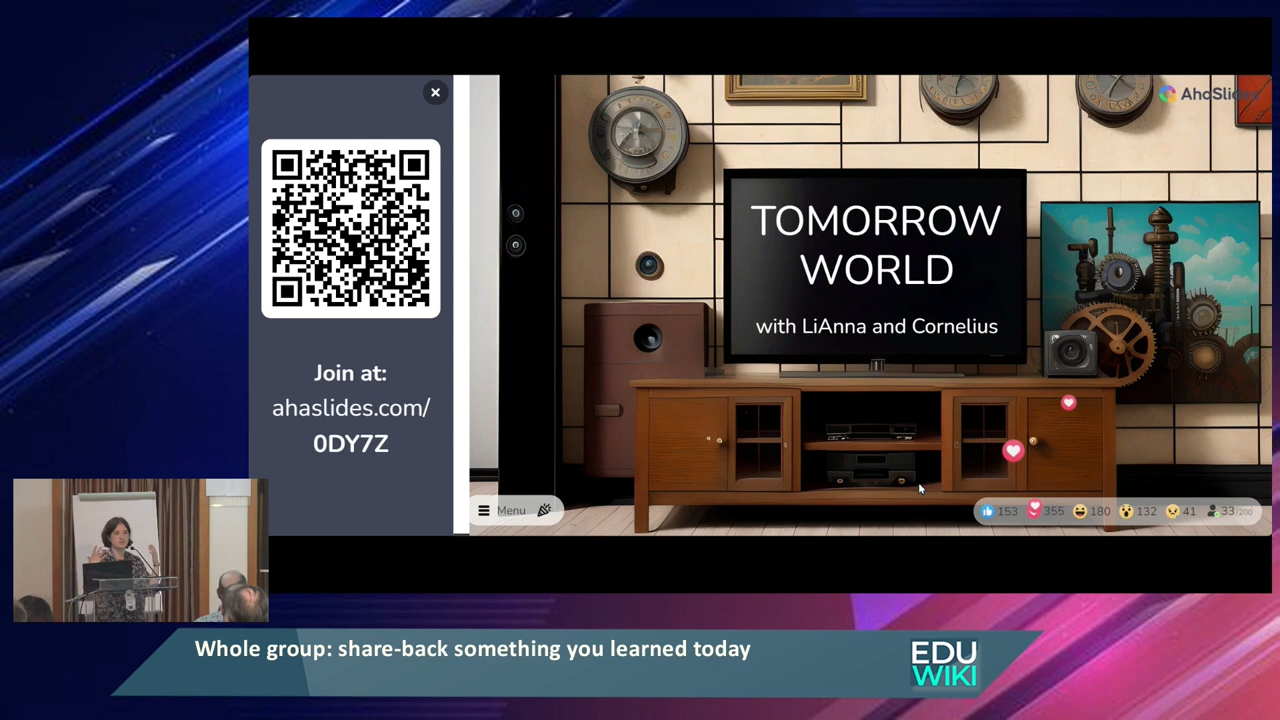 AhaSlides
TOMORROW
WORLD
with LiAnna and Cornelius
Join at:
ahaslides.com/
0DY7Z
Menu
153 355 180 132 41 33/200
Whole group: share-back something you learned today
EDU
WIKI